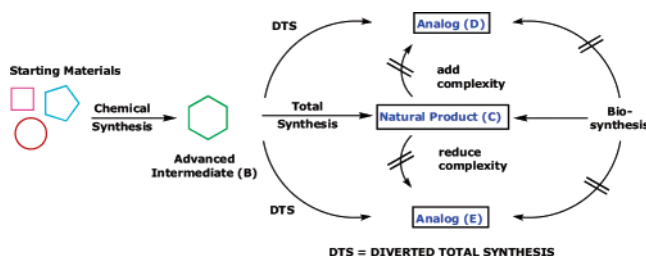 DTS
Analog (D)
Starting Materials
add
complexity
Chemical
Synthesis
Total
Synthesis
Natural Product (C)
Bio-
synthesis
Advanced
Intermediate (B)
reduce
complexity
DTS
Analog (E)
DTS = DIVERTED TOTAL SYNTHESIS